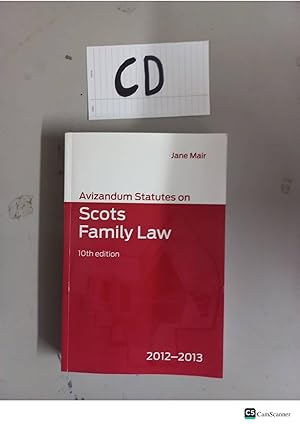 CD
Jane Mair
Avizandum Statutes on
Scots
Family Law
10th edition
2012–2013
CS CamScanner